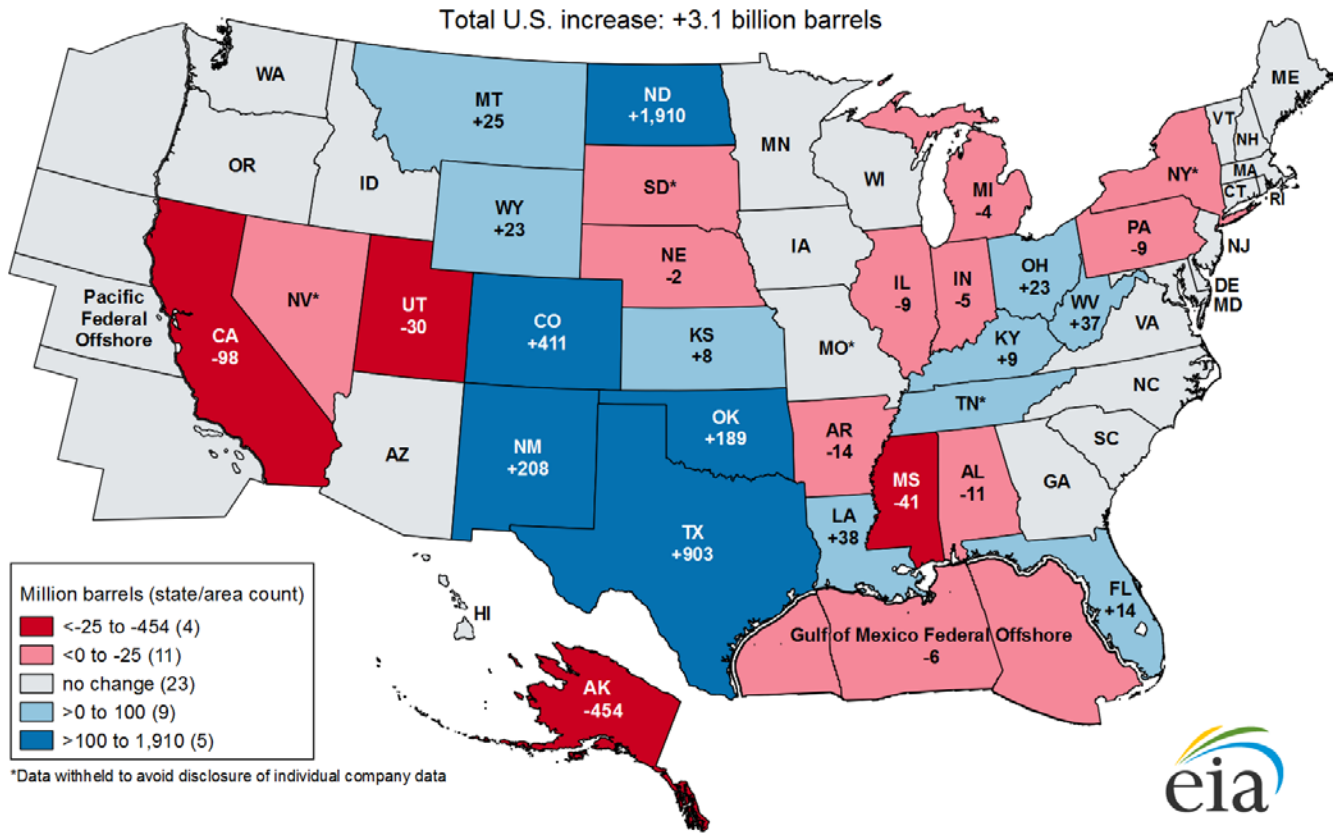 Total U.S. increase: +3.1 billion barrels
WA
MT
+25
ND
+1,910
MN
ME
VT
NH
OR
ID
WI
SD*
MI
-4
NY*
MA
CT
RI
WY
+23
IA
NE
-2
PA
-9
NJ
IL
-9
IN
-5
OH
+23
DE
MD
Pacific
Federal
Offshore
NV*
UT
-30
CO
+411
WV
+37
VA
CA
-98
KS
+8
MO*
KY
+9
NC
TN*
OK
+189
AR
-14
SC
AZ
NM
+208
MS
-41
AL
-11
GA
TX
+903
LA
+38
FL
+14
HI
Gulf of Mexico Federal Offshore
-6
AK
-454
Million barrels (state/area count)
<-25 to -454 (4)
<0 to -25 (11)
no change (23)
>0 to 100 (9)
>100 to 1,910 (5)
*Data withheld to avoid disclosure of individual company data
eia